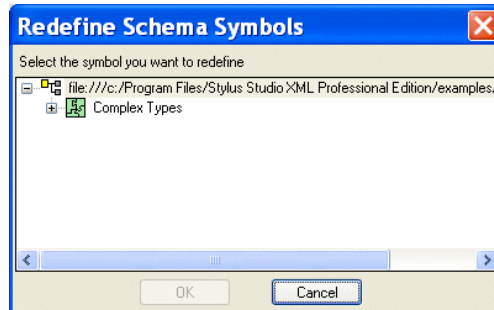 Redefine Schema Symbols
Select the symbol you want to redefine
file:///c:/Program Files/Stylus Studio XML Professional Edition/examples.
Complex Types
OK
Cancel